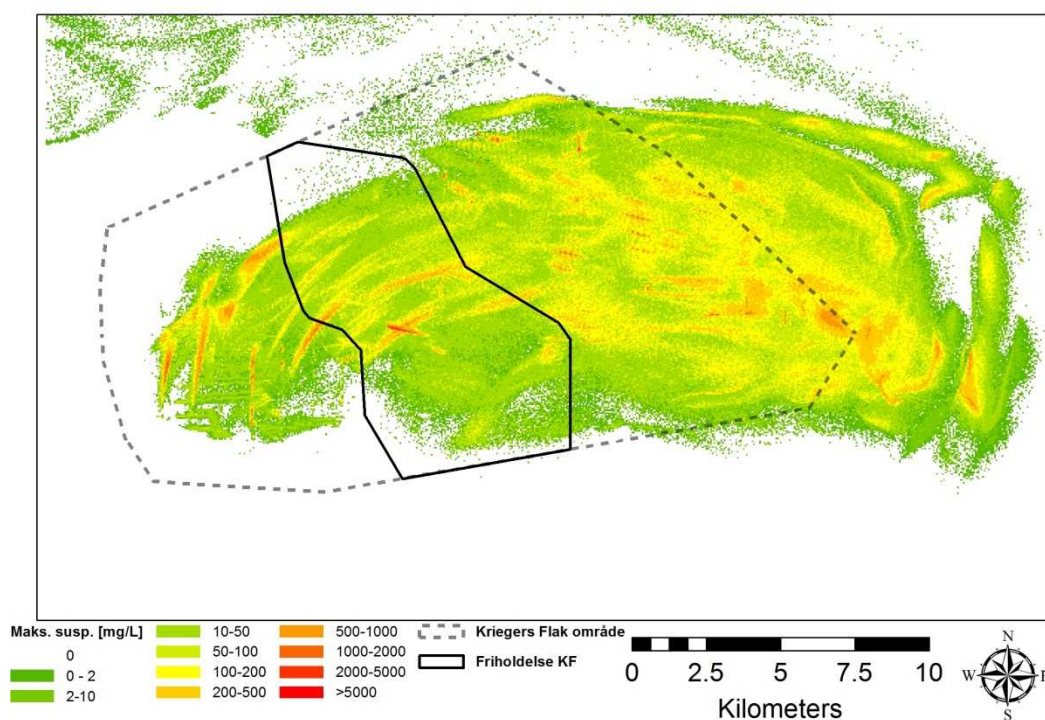 Maks. susp. [mg/L]
0
0 - 2
2-10
10-50
50-100
100-200
200-500
500-1000
1000-2000
2000-5000
>5000
Kriegers Flak område
Friholdelse KF
0 2.5 5 7.5 10
Kilometers
N
W E
S